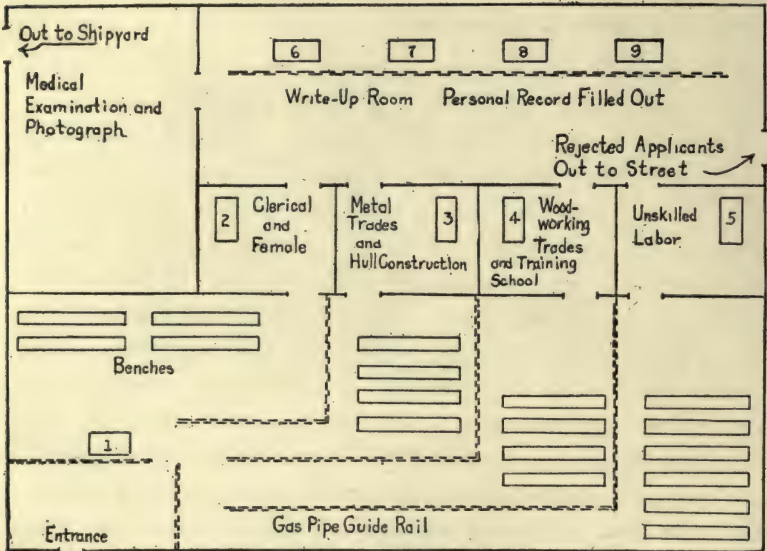 Out to Shipyard
Medical
Examination and
Photograph
6 7 8 9
Write-Up Room Personal Record Filled Out
Rejected Applicants
Out to Street
2
Clerical
and
Female
Metal
Trades
and
Hull Construction
3
4
Wood-
working
Trades
and Training
School
Unskilled
Labor
5
Benches
1
Entrance
Gas Pipe Guide Rail